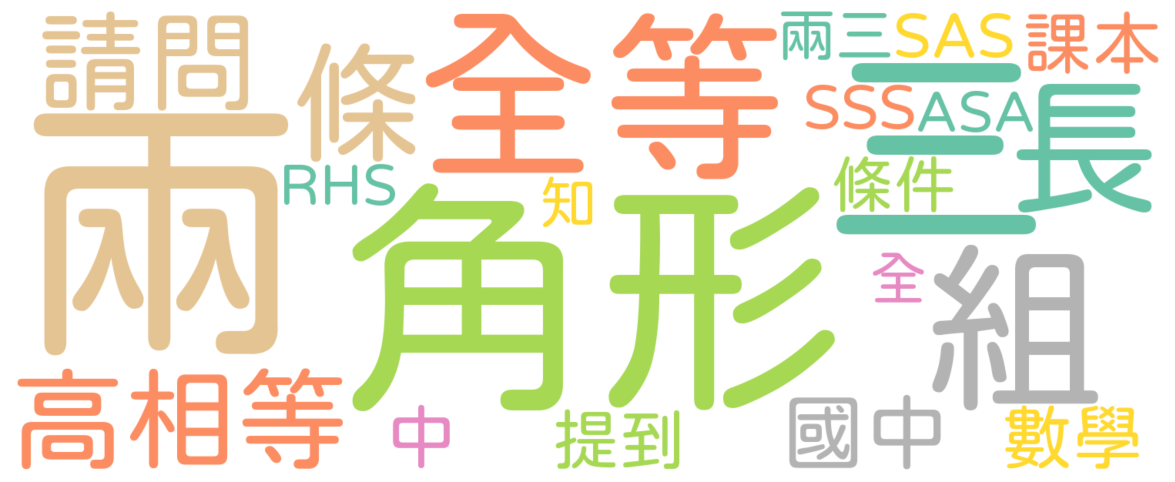 請問
兩
條
RHS
全等
角形
知
兩三
SAS
課本
三
SSS
ASA
長
條件
全
組
高相等
中
提到
國中
數學